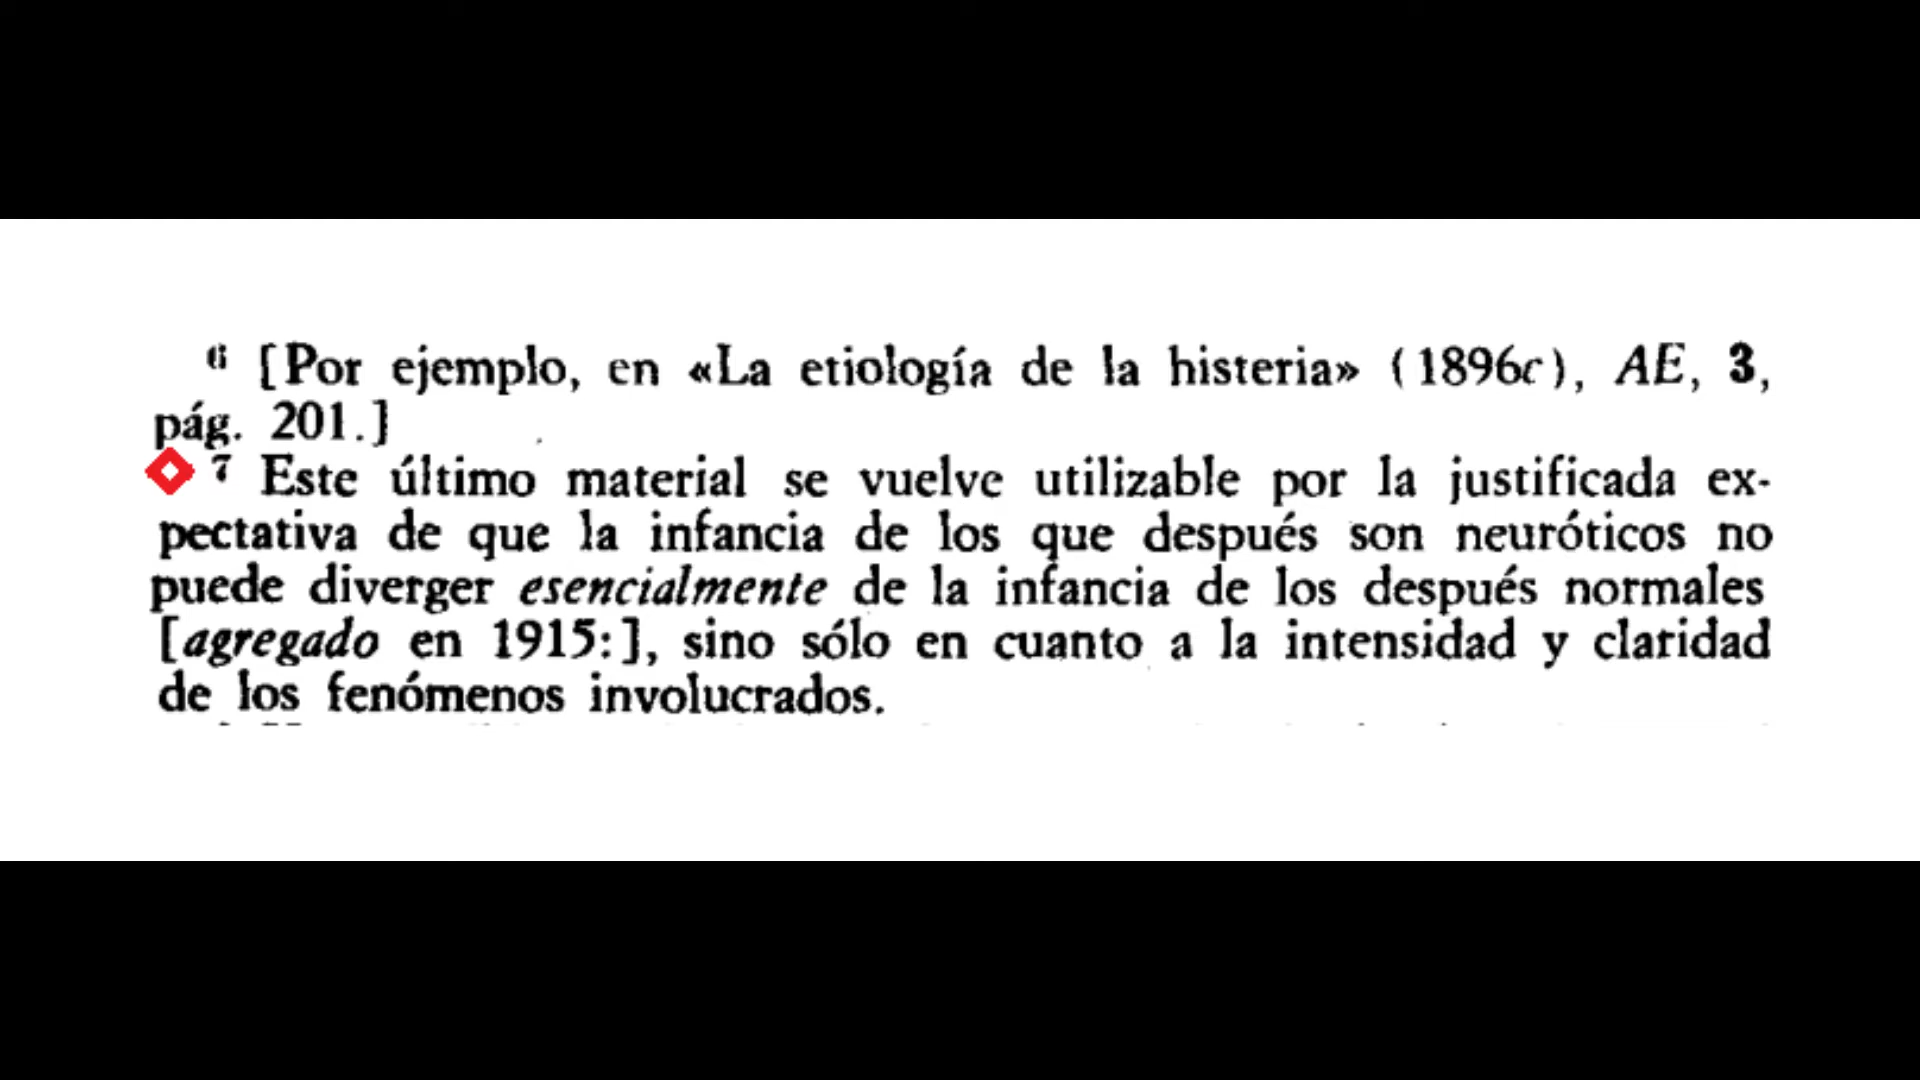 6 [Por ejemplo, en «La etiología de la histeria» (1896c), AE, 3,
pág. 201.]
7 Este último material se vuelve utilizable por la justificada ex-
pectativa de que la infancia de los que después son neuróticos no
puede diverger esencialmente de la infancia de los después normales
[agregado en 1915:], sino sólo en cuanto a la intensidad y claridad
de los fenómenos involucrados.